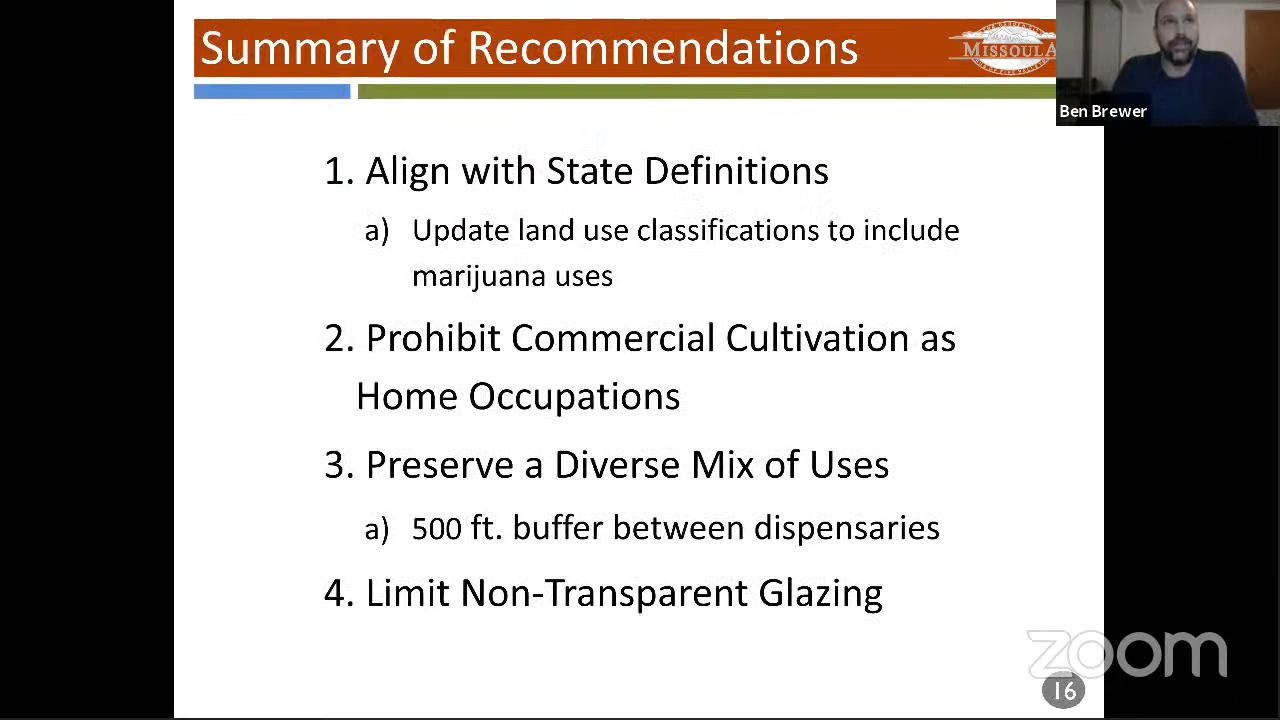 Summary of Recommendations
MISSOULA
Ben Brewer
1. Align with State Definitions
a) Update land use classifications to include
marijuana uses
2. Prohibit Commercial Cultivation as
Home Occupations
3. Preserve a Diverse Mix of Uses
a) 500 ft. buffer between dispensaries
4. Limit Non-Transparent Glazing
zoom
16